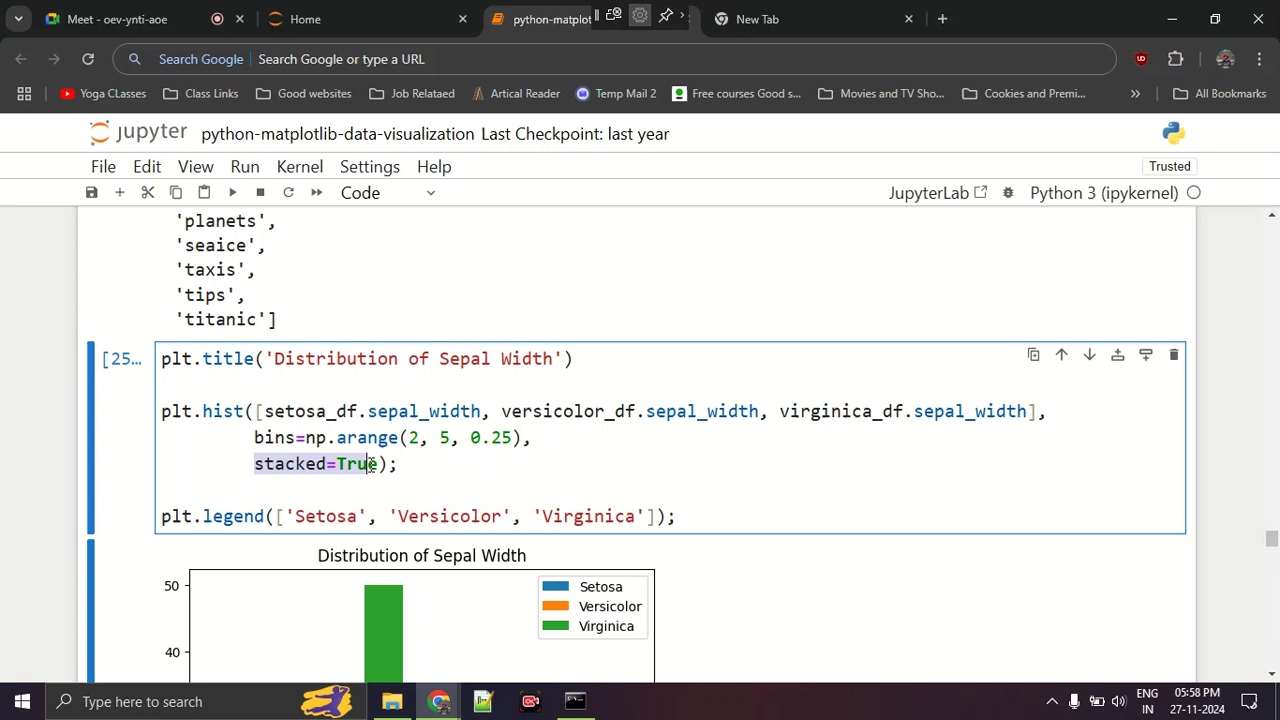 Meet - oev-ynti-aoe
Home
python-matplot
New Tab
Search Google
Search Google or type a URL
Yoga CLasses
Class Links
Good websites
Job Relataed
Artical Reader
Temp Mail 2
Free courses Good s...
Movies and TV Sho...
Cookies and Premi...
All Bookmarks
jupyter
python-matplotlib-data-visualization Last Checkpoint: last year
File Edit View Run Kernel Settings Help
Trusted
Code
JupyterLab
Python 3 (ipykernel)
'planets',
'seaice',
'taxis',
'tips',
'titanic']
[25...
plt.title('Distribution of Sepal Width')
plt.hist([setosa_df.sepal_width, versicolor_df.sepal_width, virginica_df.sepal_width],
bins=np.arange(2, 5, 0.25),
stacked=True);
plt.legend(['Setosa', 'Versicolor', 'Virginica']);
Distribution of Sepal Width
50
Setosa
Versicolor
Virginica
40
Type here to search
ENG
IN
05:58 PM
27-11-2024